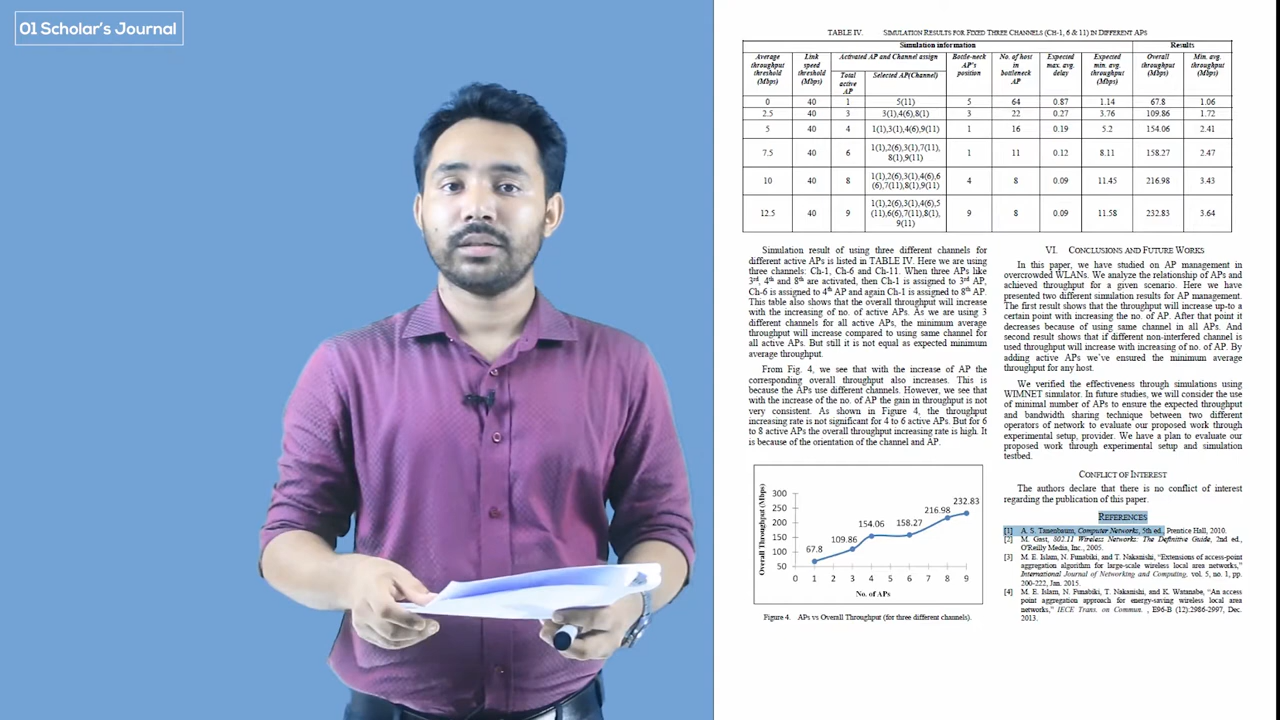 01 Scholar's Journal
TABLE IV. SIMULATION RESULTS FOR FIXED THREE CHANNELS (CH-1, 6 & 11) IN DIFFERENT APS
Simulation information Results
Average throughput threshold (Mbps) Link speed threshold (Mbps) Activated AP and Channel assign Bottle-neck AP's position No. of host in bottleneck AP Expected max. avg. delay Expected min. avg. throughput (Mbps) Overall throughput (Mbps) Min. avg. throughput (Mbps)
Total active AP Selected AP(Channel)
0 40 1 5(11) 5 64 0.87 1.14 67.8 1.06
2.5 40 3 3(1),4(6),8(1) 3 22 0.27 3.76 109.86 1.72
5 40 4 1(1),3(1),4(6),9(11) 1 16 0.19 5.2 154.06 2.41
7.5 40 6 1(1),2(6),3(1),7(11), 8(1),9(11) 1 11 0.12 8.11 158.27 2.47
10 40 8 1(1),2(6),3(1),4(6),6 (6),7(11),8(1),9(11) 4 8 0.09 11.45 216.98 3.43
12.5 40 9 1(1),2(6),3(1),4(6),5 (11),6(6),7(11),8(1), 9(11) 9 8 0.09 11.58 232.83 3.64
Simulation result of using three different channels for
different active APs is listed in TABLE IV. Here we are using
three channels: Ch-1, Ch-6 and Ch-11. When three APs like
3rd, 4th and 8th are activated, then Ch-1 is assigned to 3rd AP,
Ch-6 is assigned to 4th AP and again Ch-1 is assigned to 8th AP.
This table also shows that the overall throughput will increase
with the increasing of no. of active APs. As we are using 3
different channels for all active APs, the minimum average
throughput will increase compared to using same channel for
all active APs. But still it is not equal as expected minimum
average throughput.
From Fig. 4, we see that with the increase of AP the
corresponding overall throughput also increases. This is
because the APs use different channels. However, we see that
with the increase of the no. of AP the gain in throughput is not
very consistent. As shown in Figure 4, the throughput
increasing rate is not significant for 4 to 6 active APs. But for 6
to 8 active APs the overall throughput increasing rate is high. It
is because of the orientation of the channel and AP.
Overall Throughput (Mbps)
300
250
200
150
100
50
67.8 109.86 154.06 158.27 216.98 232.83
0 1 2 3 4 5 6 7 8 9
No. of APs
Figure 4. APs vs Overall Throughput (for three different channels).
VI. CONCLUSIONS AND FUTURE WORKS
In this paper, we have studied on AP management in
overcrowded WLANs. We analyze the relationship of APs and
achieved throughput for a given scenario. Here we have
presented two different simulation results for AP management.
The first result shows that the throughput will increase up-to a
certain point with increasing the no. of AP. After that point it
decreases because of using same channel in all APs. And
second result shows that if different non-interfered channel is
used throughput will increase with increasing of no. of AP. By
adding active APs we've ensured the minimum average
throughput for any host.
We verified the effectiveness through simulations using
WIMNET simulator. In future studies, we will consider the use
of minimal number of APs to ensure the expected throughput
and bandwidth sharing technique between two different
operators of network to evaluate our proposed work through
experimental setup, provider. We have a plan to evaluate our
proposed work through experimental setup and simulation
testbed.
CONFLICT OF INTEREST
The authors declare that there is no conflict of interest
regarding the publication of this paper.
REFERENCES
[1] A. S. Tanenbaum, Computer Networks, 5th ed., Prentice Hall, 2010.
[2] M. Gast, 802.11 Wireless Networks: The Definitive Guide, 2nd ed.,
O'Reilly Media, Inc., 2005.
[3] M. E. Islam, N. Funabiki, and T. Nakanishi, "Extensions of access-point
aggregation algorithm for large-scale wireless local area networks,"
International Journal of Networking and Computing, vol. 5, no. 1, pp.
200-222, Jan. 2015.
[4] M. E. Islam, N. Funabiki, T. Nakanishi, and K. Watanabe, "An access
point aggregation approach for energy-saving wireless local area
networks," IECE Trans. on Commun. , E96-B (12):2986-2997, Dec.
2013.